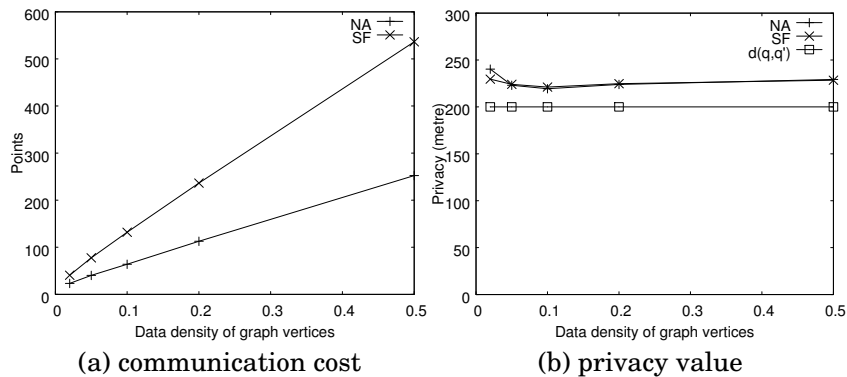 600
500
400
300
200
100
0
Points
NA
SF
0 0.1 0.2 0.3 0.4 0.5
Data density of graph vertices
(a) communication cost
300
250
200
150
100
50
0
Privacy (metre)
NA
SF
d(q,q')
0 0.1 0.2 0.3 0.4 0.5
Data density of graph vertices
(b) privacy value